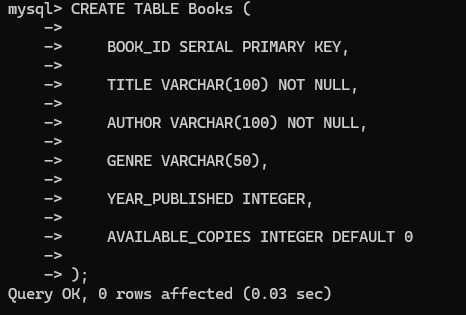 mysql> CREATE TABLE Books (
    ->
    ->     BOOK_ID SERIAL PRIMARY KEY,
    ->
    ->     TITLE VARCHAR(100) NOT NULL,
    ->
    ->     AUTHOR VARCHAR(100) NOT NULL,
    ->
    ->     GENRE VARCHAR(50),
    ->
    ->     YEAR_PUBLISHED INTEGER,
    ->
    ->     AVAILABLE_COPIES INTEGER DEFAULT 0
    ->
    -> );
Query OK, 0 rows affected (0.03 sec)